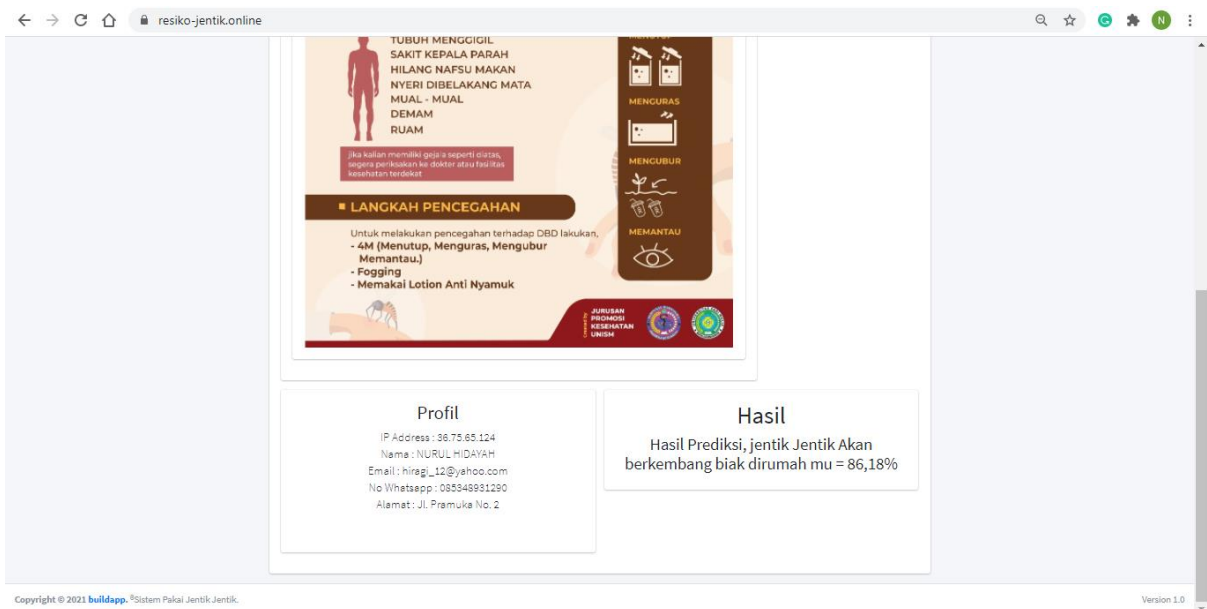 resiko-jentik.online
N
TUBUH MENGGIGIL
SAKIT KEPALA PARAH
HILANG NAFSU MAKAN
NYERI DIBELAKANG MATA
MUAL - MUAL
DEMAM
RUAM
jika kalian memiliki gejala seperti diatas,
segera periksakan ke dokter atau fasilitas
kesehatan terdekat
MENGURAS
MENGUBUR
MEMANTAU
LANGKAH PENCEGAHAN
Untuk melakukan pencegahan terhadap DBD lakukan,
- 4M (Menutup, Menguras, Mengubur
Memantau.)
- Fogging
- Memakai Lotion Anti Nyamuk
Created by
JURUSAN
PROMOSI
KESEHATAN
UNISM
Profil
IP Address : 36.75.65.124
Nama : NURUL HIDAYAH
Email : hiragi_12@yahoo.com
No Whatsapp : 085348931290
Alamat : Jl. Pramuka No. 2
Hasil
Hasil Prediksi, jentik Jentik Akan
berkembang biak dirumah mu = 86,18%
Copyright © 2021 buildapp. @Sistem Pakai Jentik Jentik.
Version 1.0